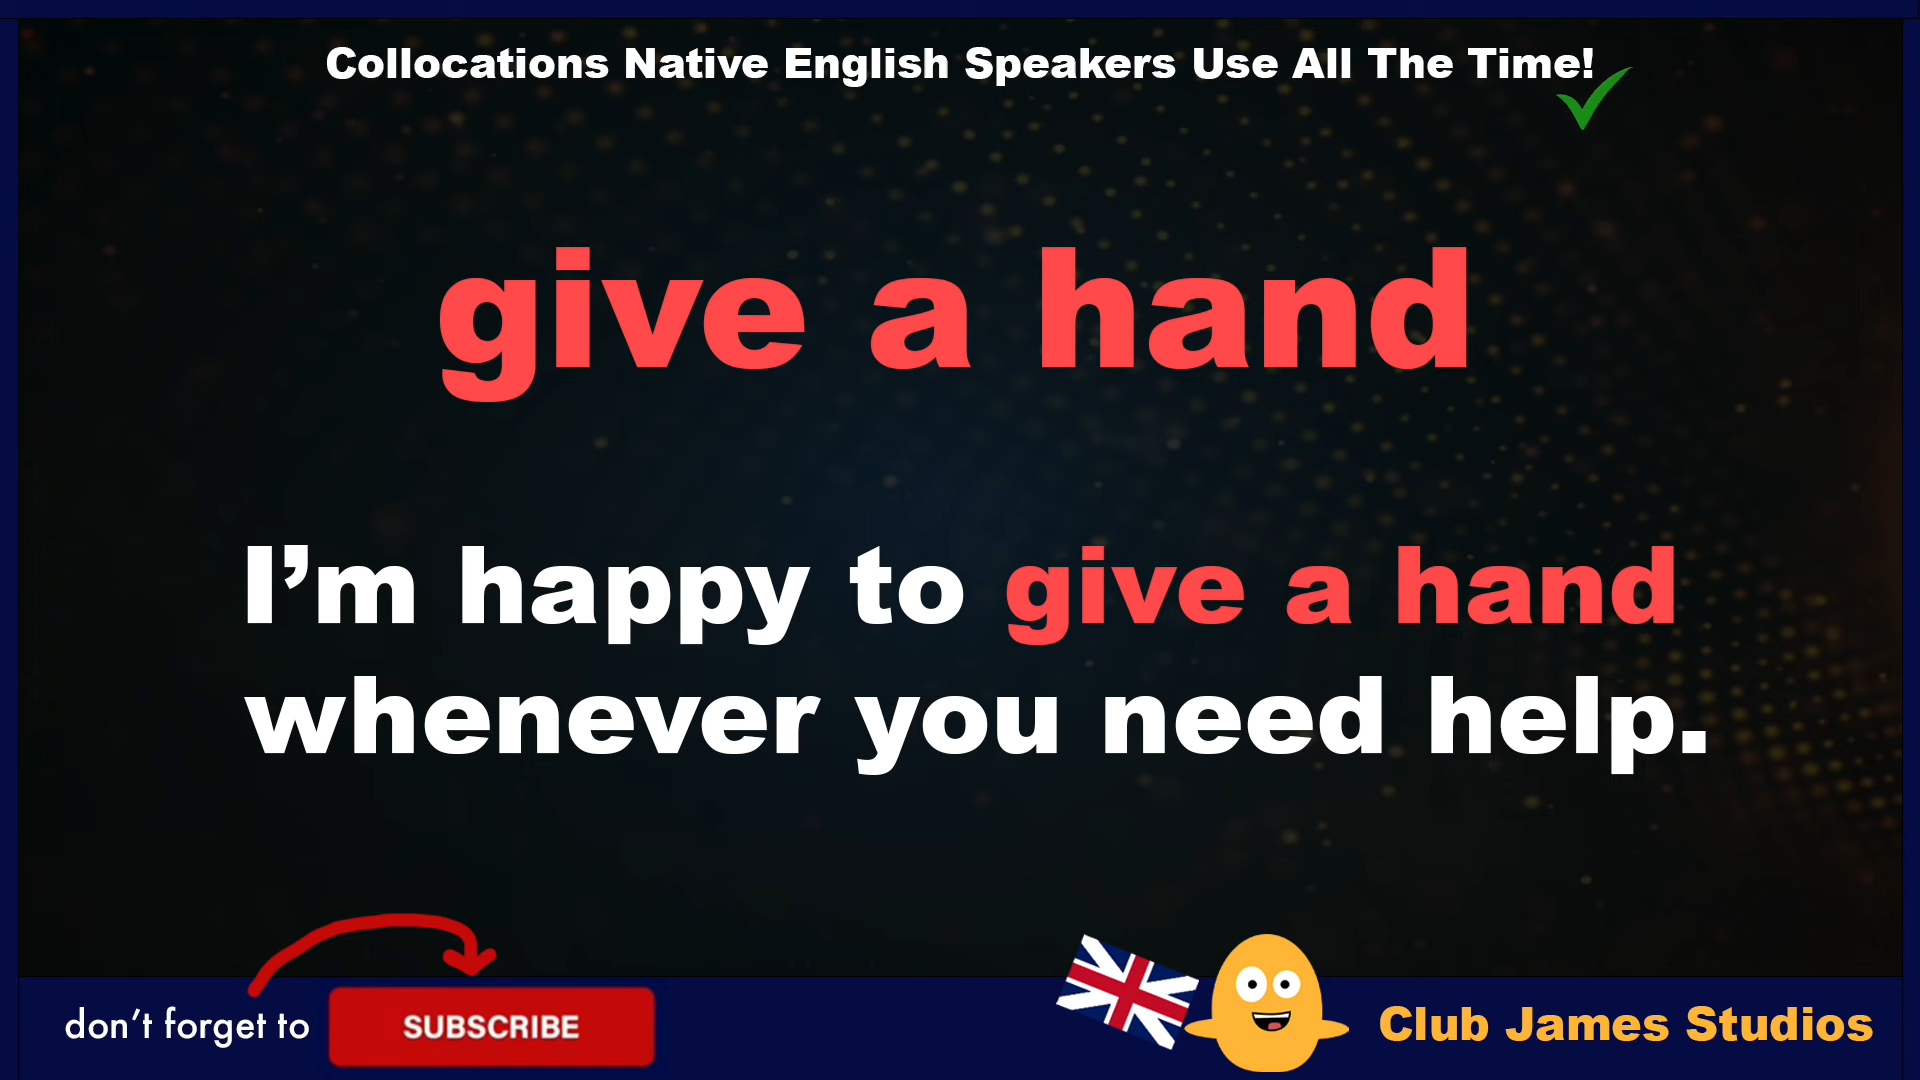 Collocations Native English Speakers Use All The Time!
give a hand
I’m happy to give a hand
whenever you need help.
don't forget to SUBSCRIBE
Club James Studios